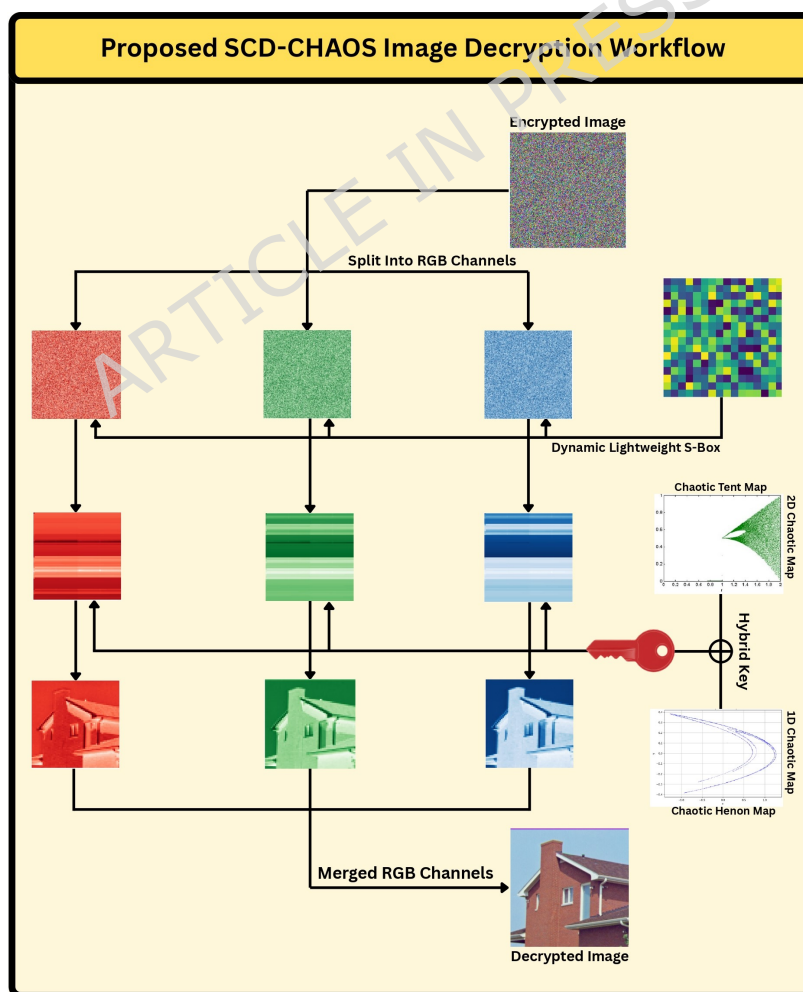 Proposed SCD-CHAOS Image Decryption Workflow
ARTICLE IN PRESS
Encrypted Image
Split Into RGB Channels
Dynamic Lightweight S-Box
Chaotic Tent Map
2D Chaotic Map
Hybrid Key
1D Chaotic Map
Chaotic Henon Map
Merged RGB Channels
Decrypted Image